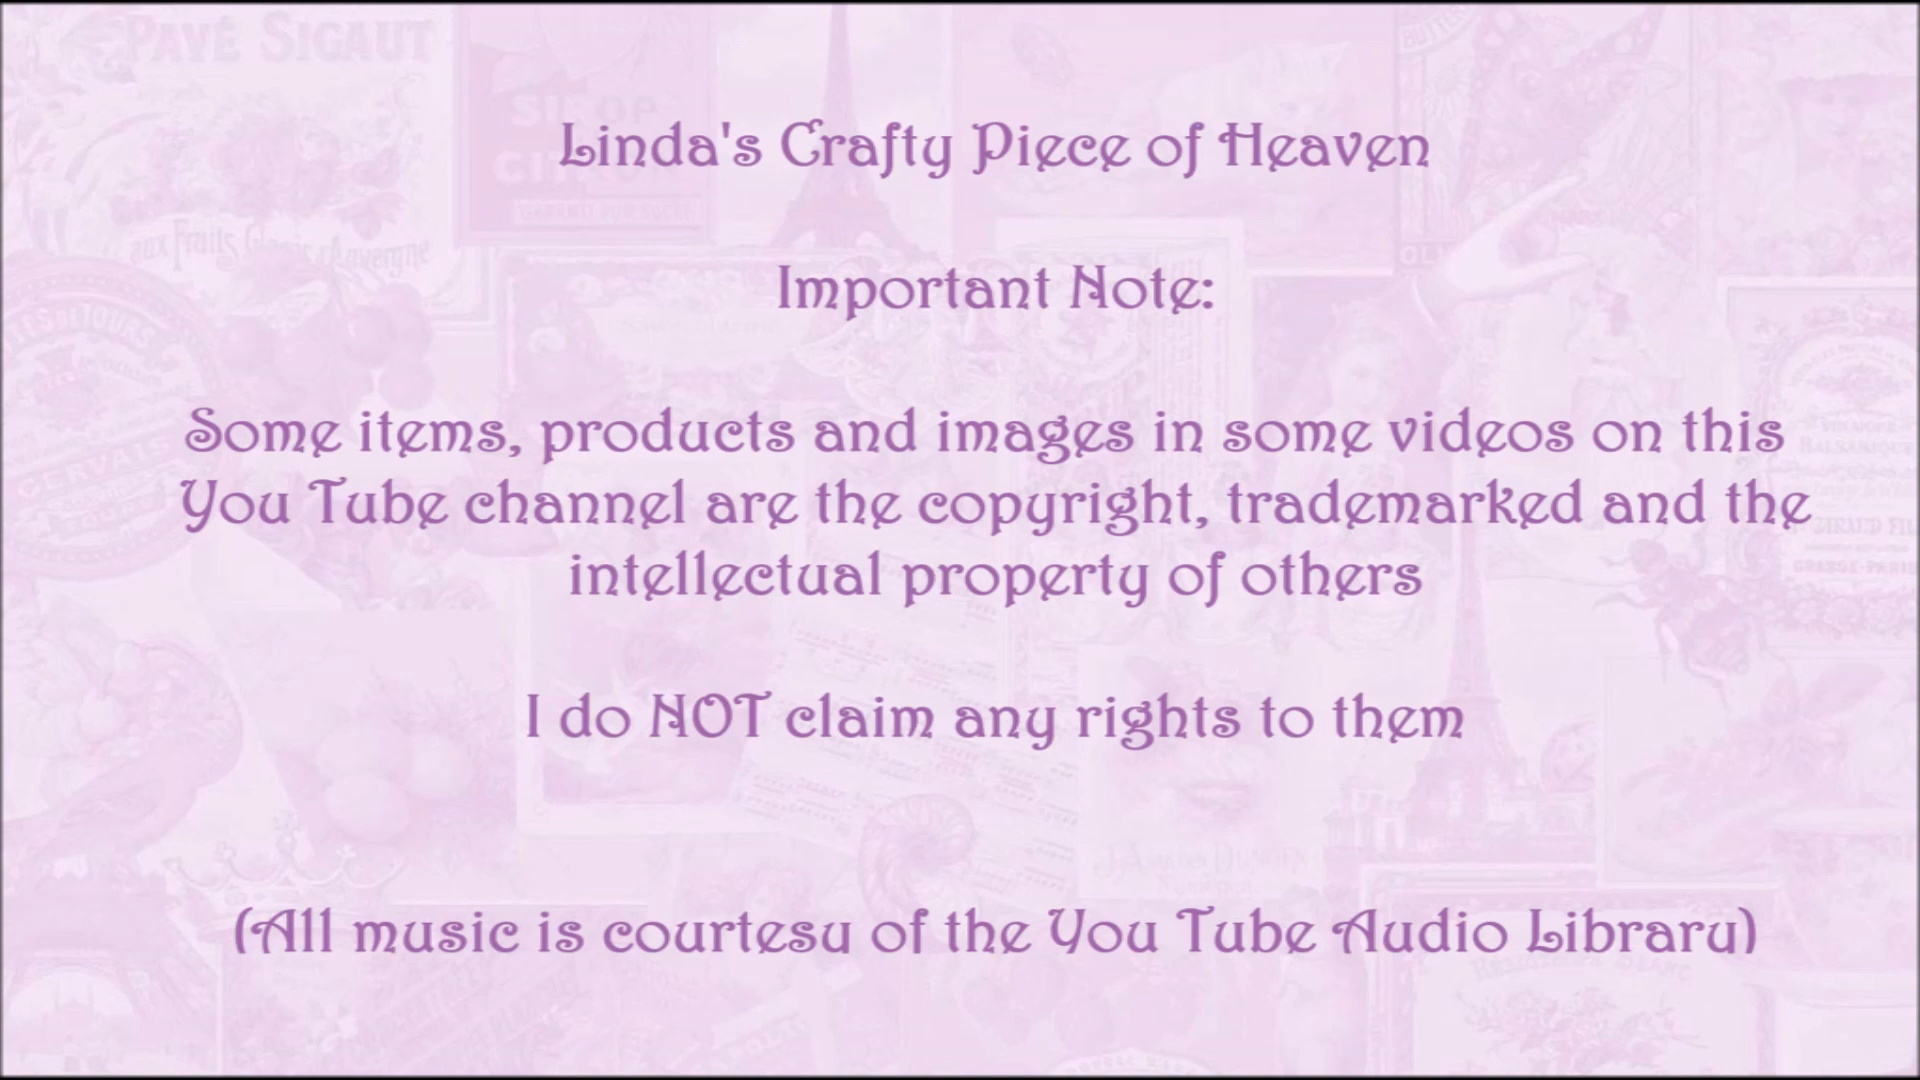 PAVÉ SIGAUT
Linda's Crafty Piece of Heaven
Important Note:
Some items, products and images in some videos on this
You Tube channel are the copyright, trademarked and the
intellectual property of others
I do NOT claim any rights to them
(All music is courtesy of the You Tube Audio Library)